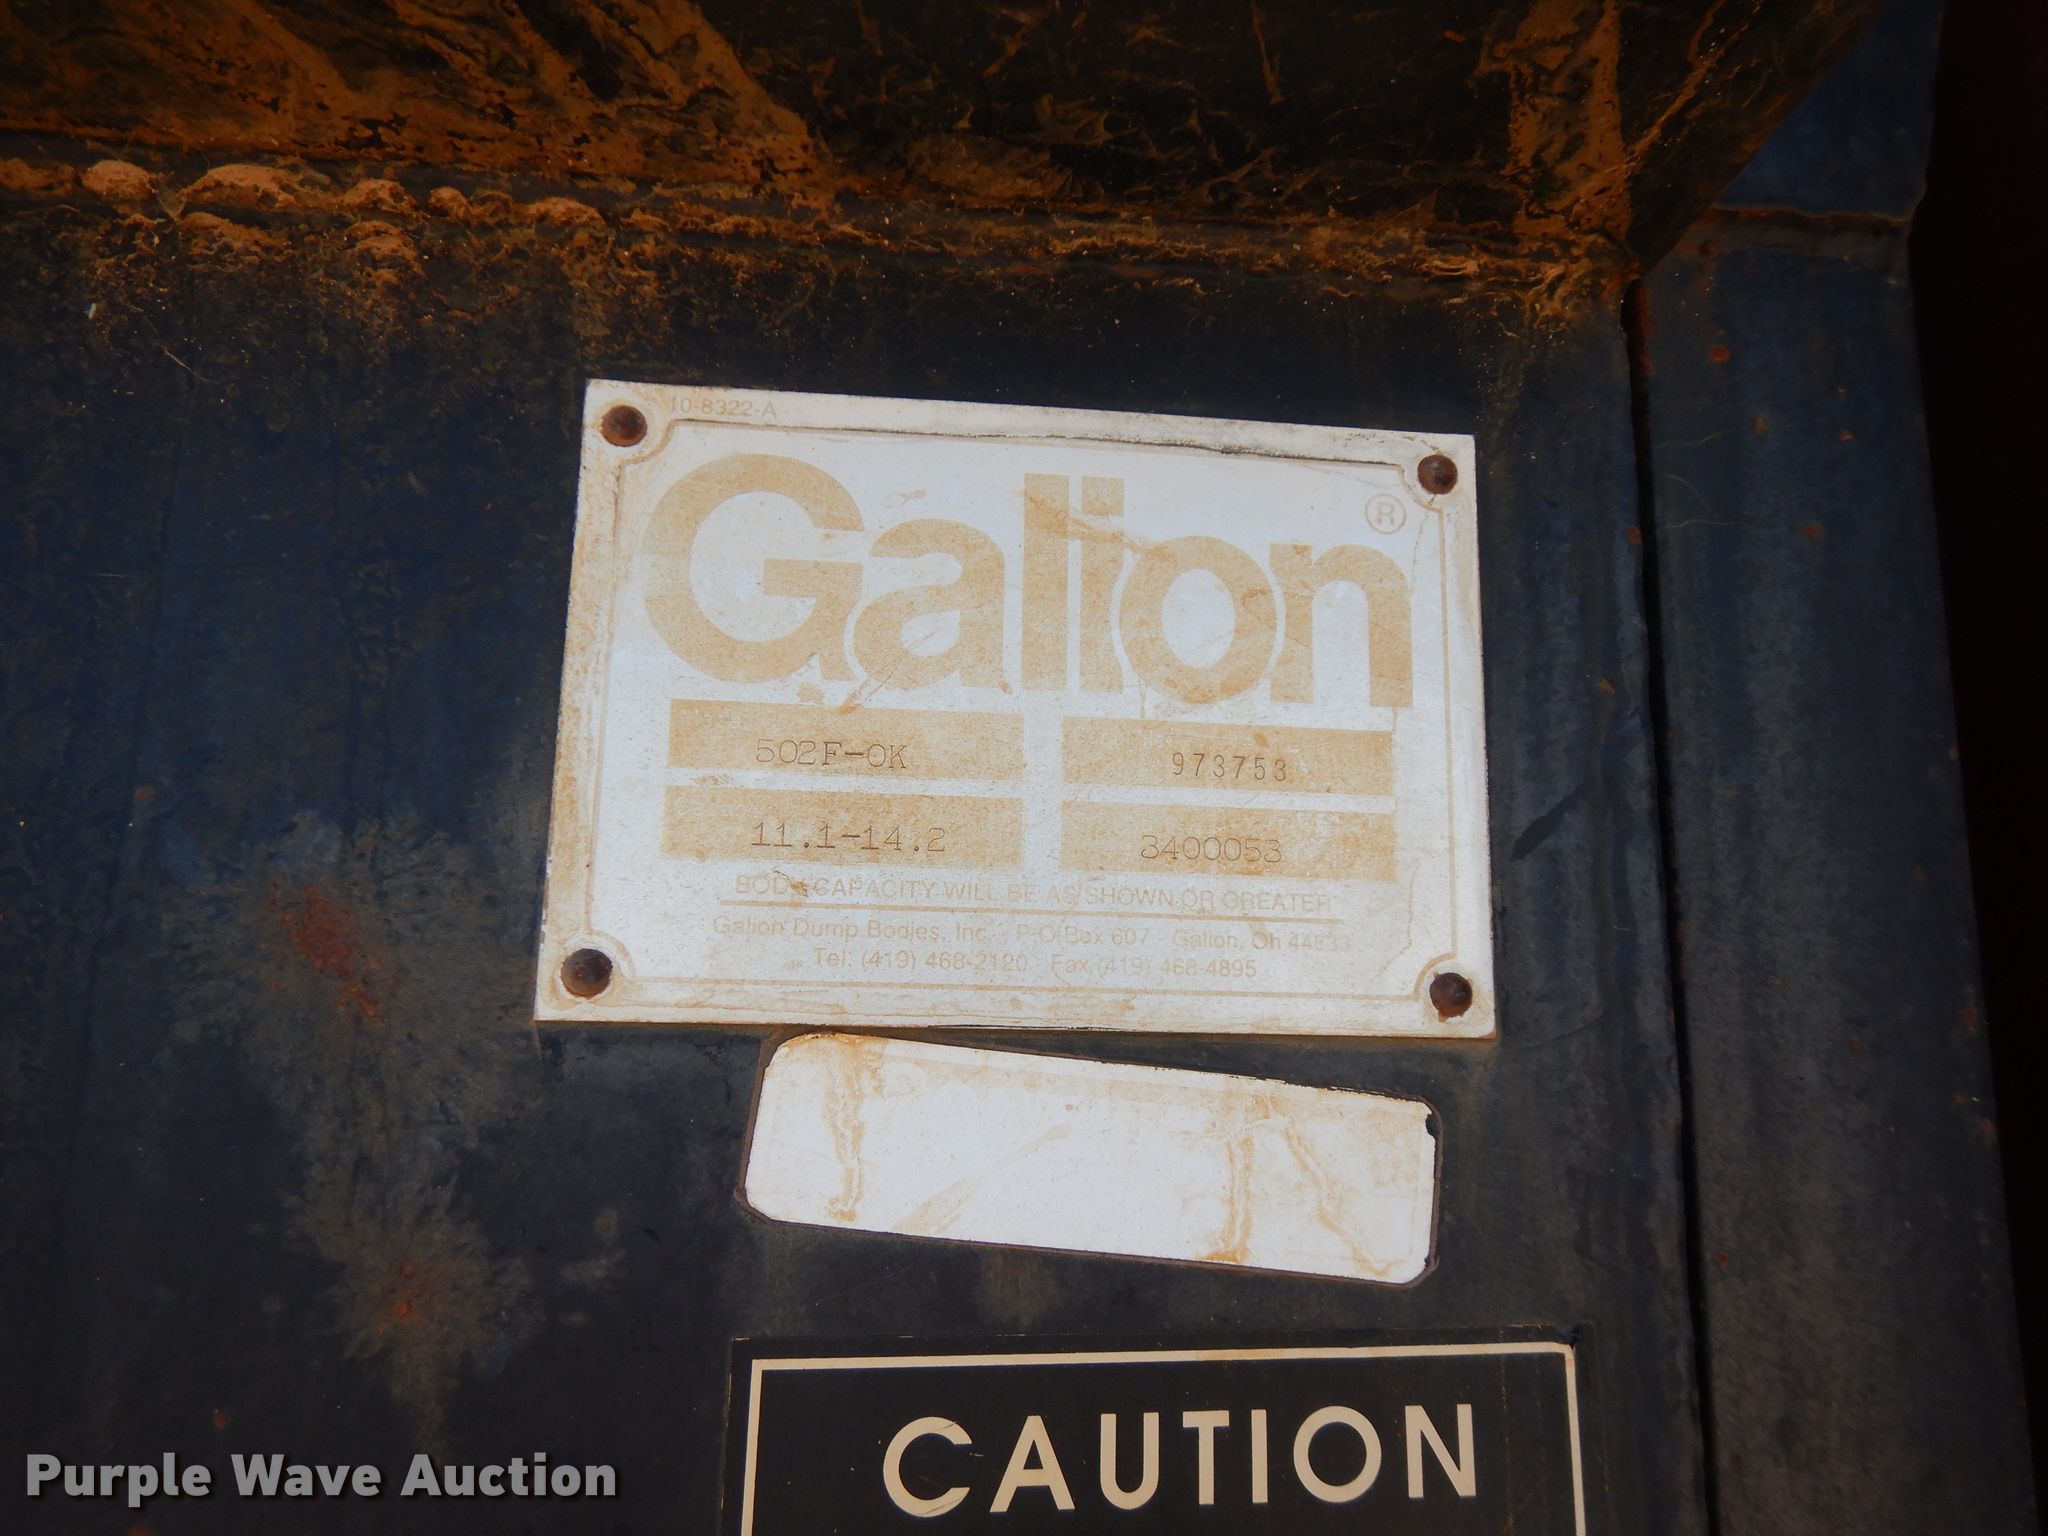 10-8322-A
Galion ®
502F-OK 973753
11.1-14.2 3400053
BODY CAPACITY WILL BE AS SHOWN OR GREATER
Galion Dump Bodies, Inc. - P.O. Box 607 - Galion, Oh 44833
Tel: (419) 468-2120 Fax (419) 468-4895
CAUTION
Purple Wave Auction